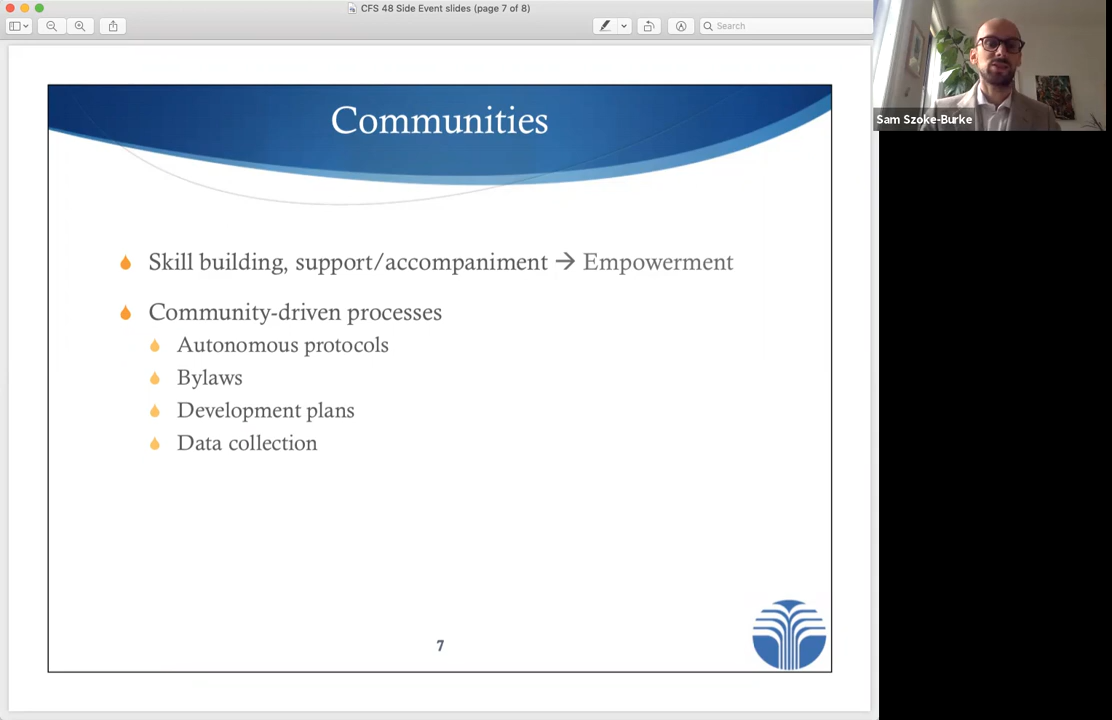 CFS 48 Side Event slides (page 7 of 8)
Search
Sam Szoke-Burke
Communities
Skill building, support/accompaniment → Empowerment
Community-driven processes
Autonomous protocols
Bylaws
Development plans
Data collection
7